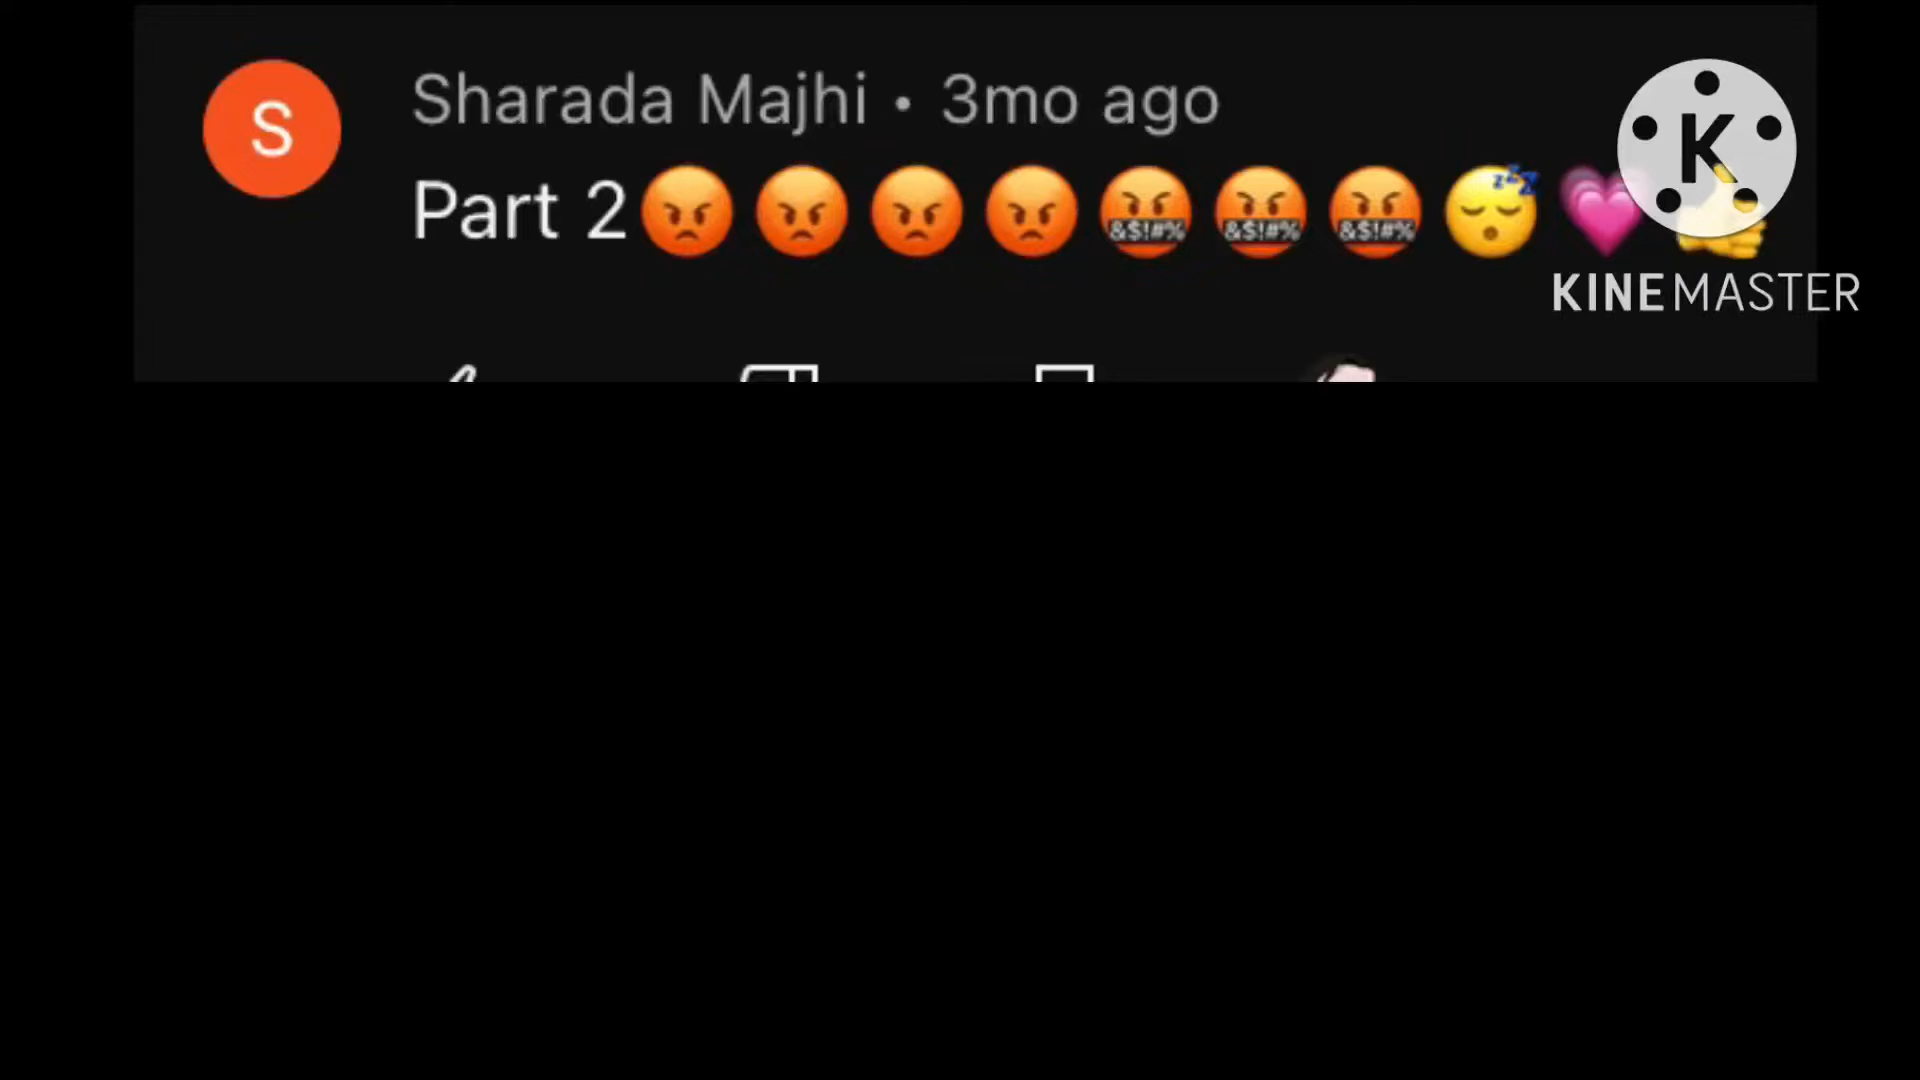 S
Sharada Majhi • 3mo ago
Part 2😡😡😡😡🤬🤬🤬😴💗👍
K
KINEMASTER